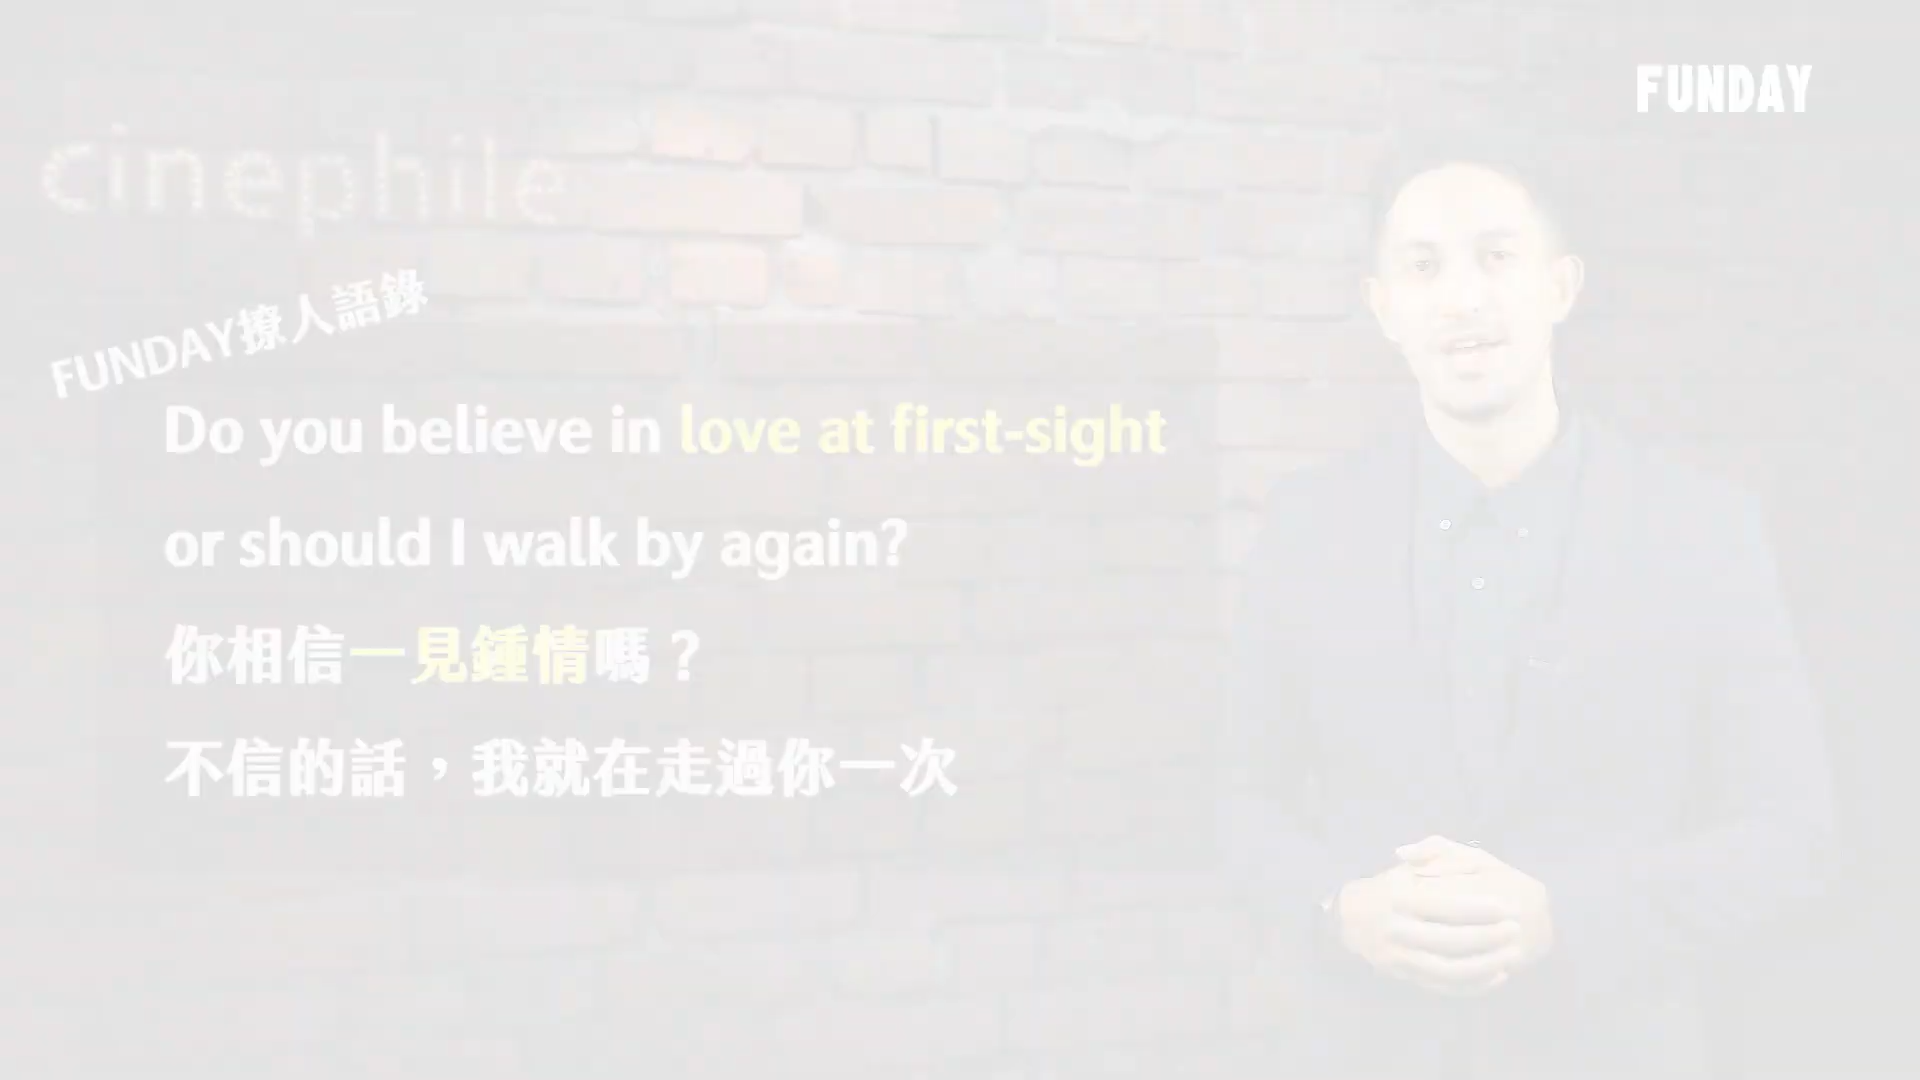 FUNDAY
cinephile
FUNDAY撩人語錄
Do you believe in love at first-sight
or should I walk by again?
你相信一見鍾情嗎？
不信的話，我就在走過你一次